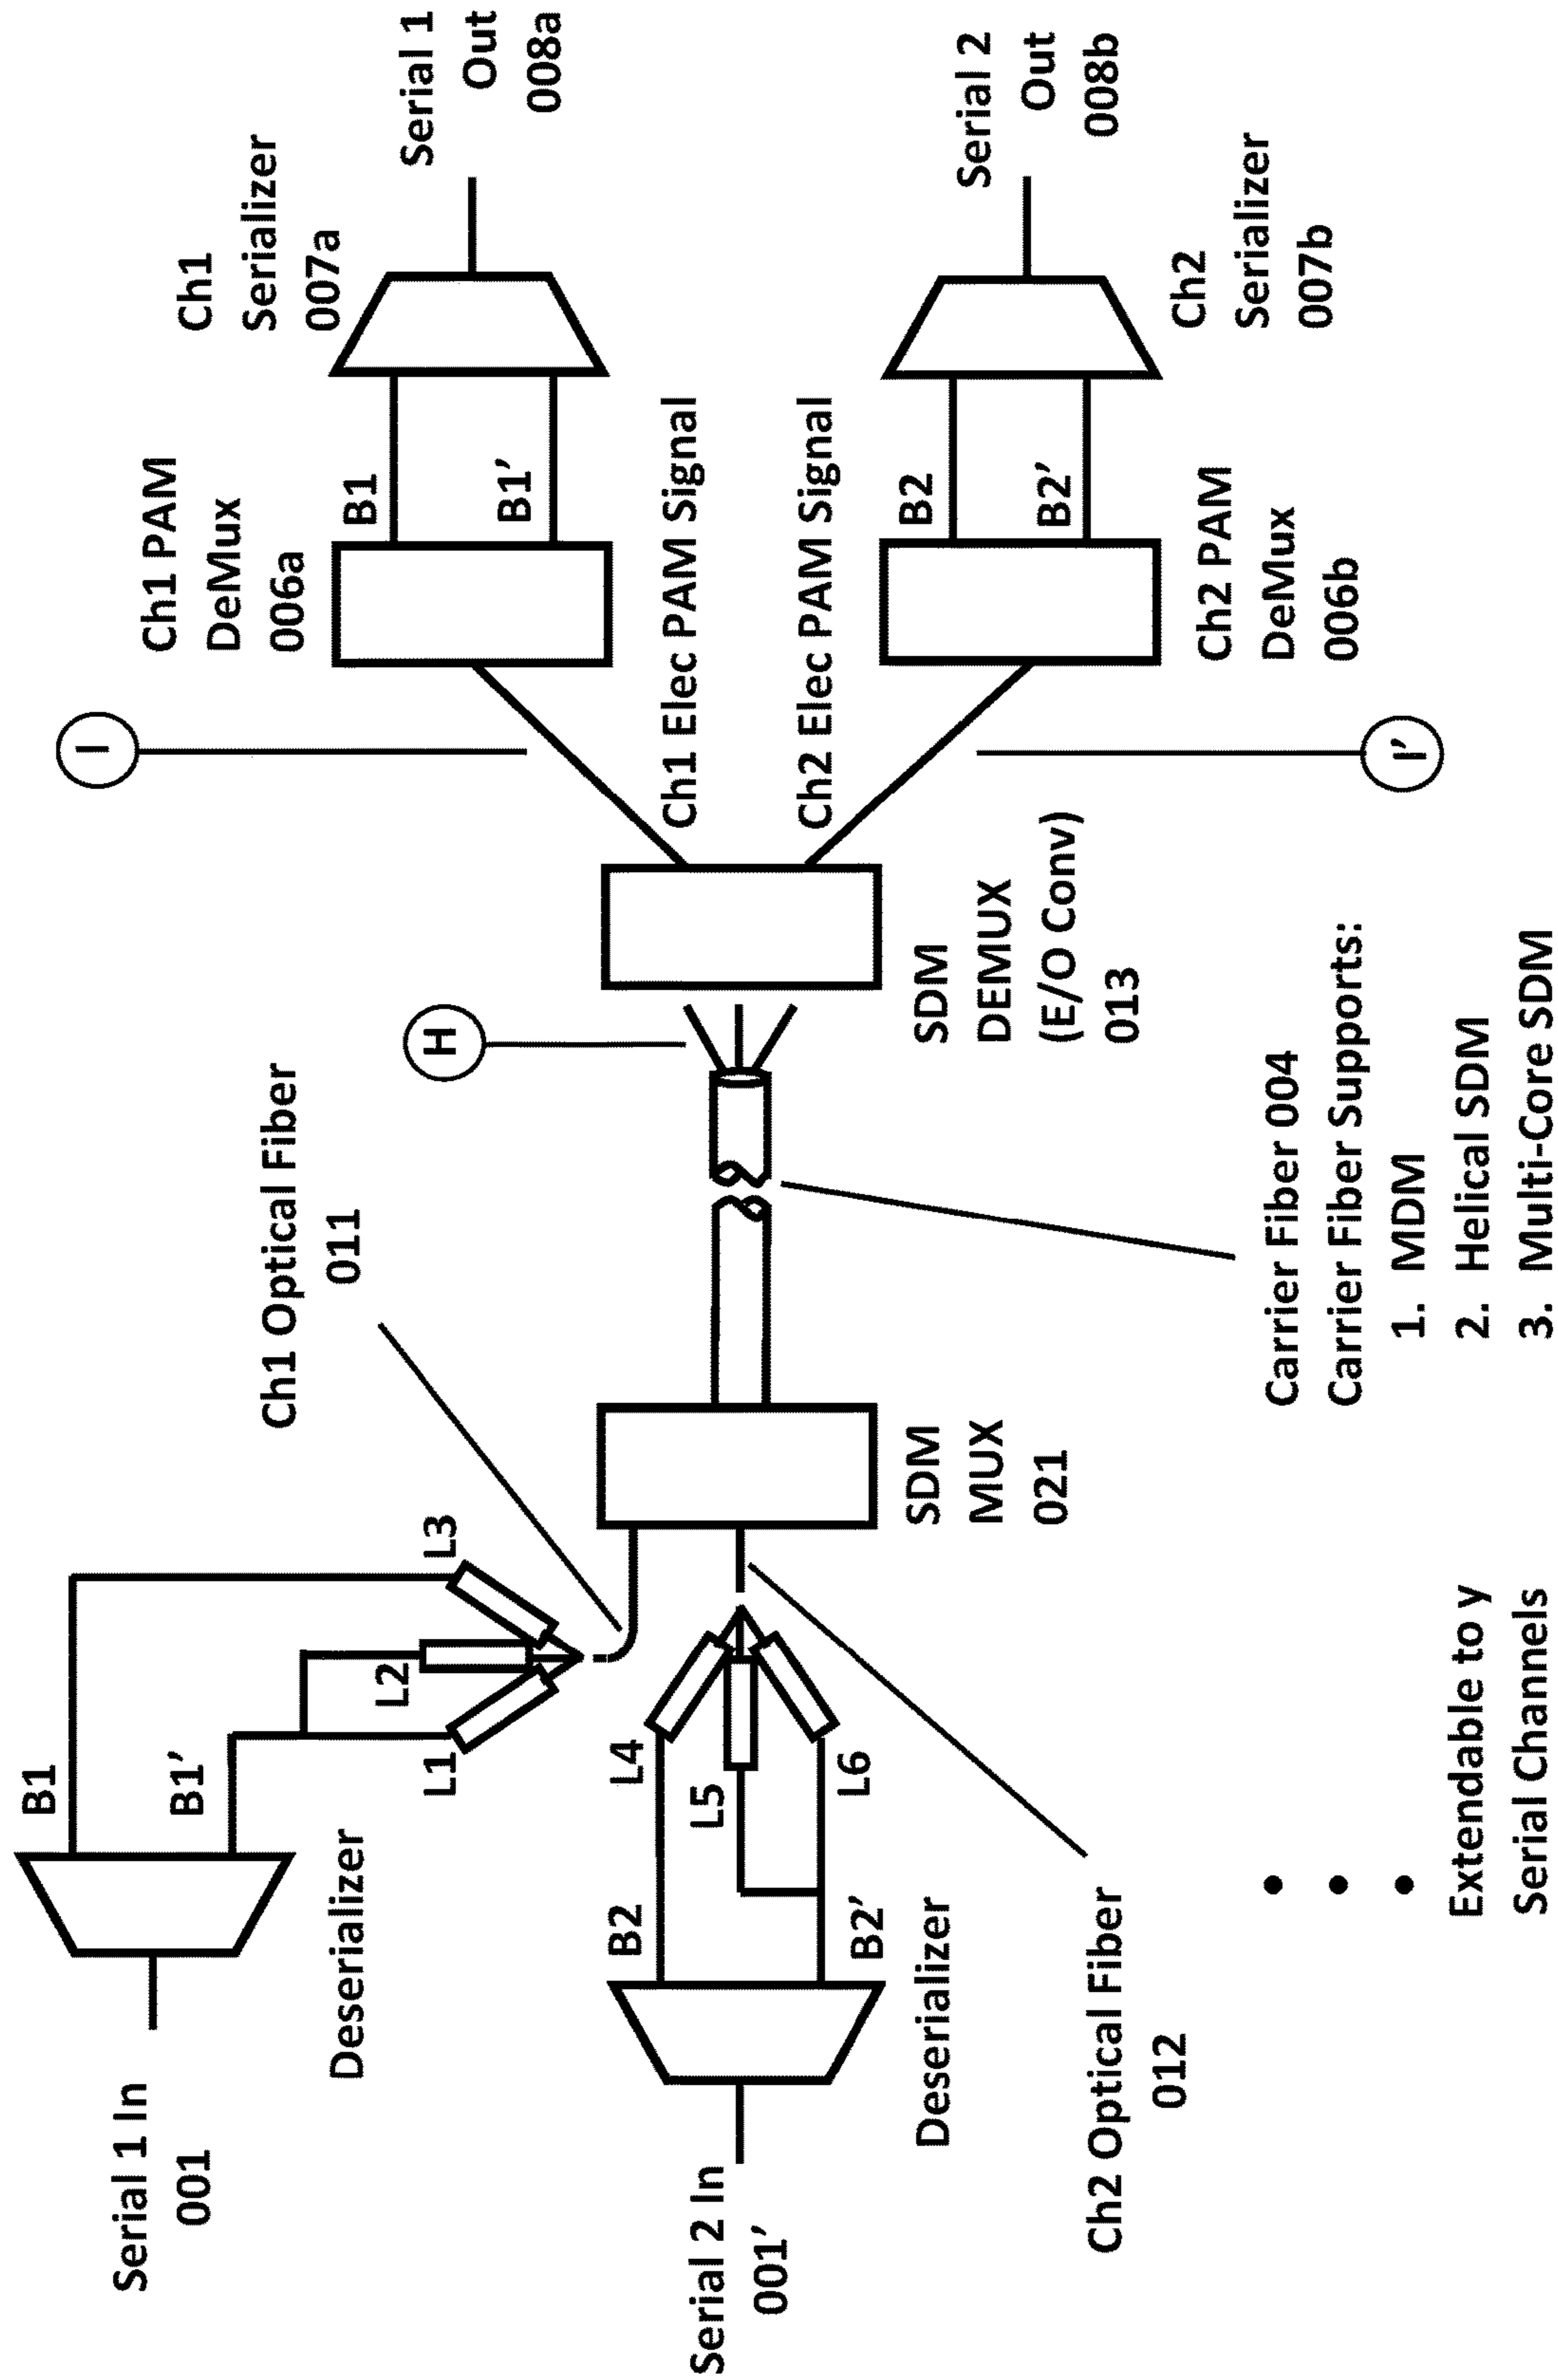 Serial 1 In
001
Deserializer
B1
B1’
L1
L2
L3
Ch1 Optical Fiber
011
Serial 2 In
001’
Deserializer
B2
B2’
L4
L5
L6
Ch2 Optical Fiber
012
SDM
MUX
021
H
SDM
DEMUX
(E/O Conv)
013
Carrier Fiber 004
Carrier Fiber Supports:
1. MDM
2. Helical SDM
3. Multi-Core SDM
Extendable to y
Serial Channels
I
I’
Ch1 Elec PAM Signal
Ch2 Elec PAM Signal
Ch1 PAM
DeMux
006a
B1
B1’
Ch1
Serializer
007a
Serial 1
Out
008a
Ch2 PAM
DeMux
006b
B2
B2’
Ch2
Serializer
007b
Serial 2
Out
008b